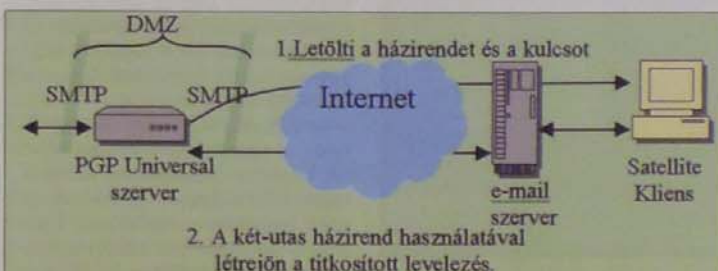 DMZ
1.Letölti a házirendet és a kulcsot
SMTP
SMTP
Internet
PGP Universal
szerver
e-mail
szerver
Satellite
Kliens
2. A két-utas házirend használatával
létrejön a titkosított levelezés.